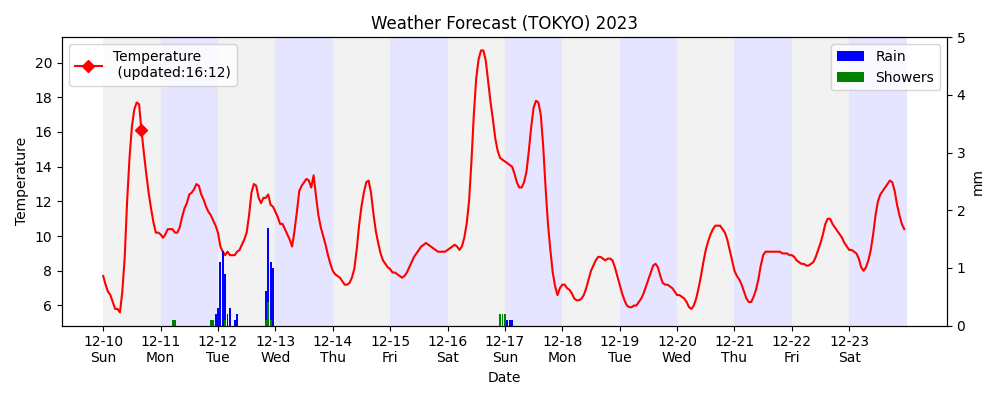 Weather Forecast (TOKYO) 2023
Temperature
(updated:16:12)
Rain
Showers
Temperature
20
18
16
14
12
10
8
6
5
4
3
2
1
0
mm
12-10 12-11 12-12 12-13 12-14 12-15 12-16 12-17 12-18 12-19 12-20 12-21 12-22 12-23
Sun Mon Tue Wed Thu Fri Sat Sun Mon Tue Wed Thu Fri Sat
Date